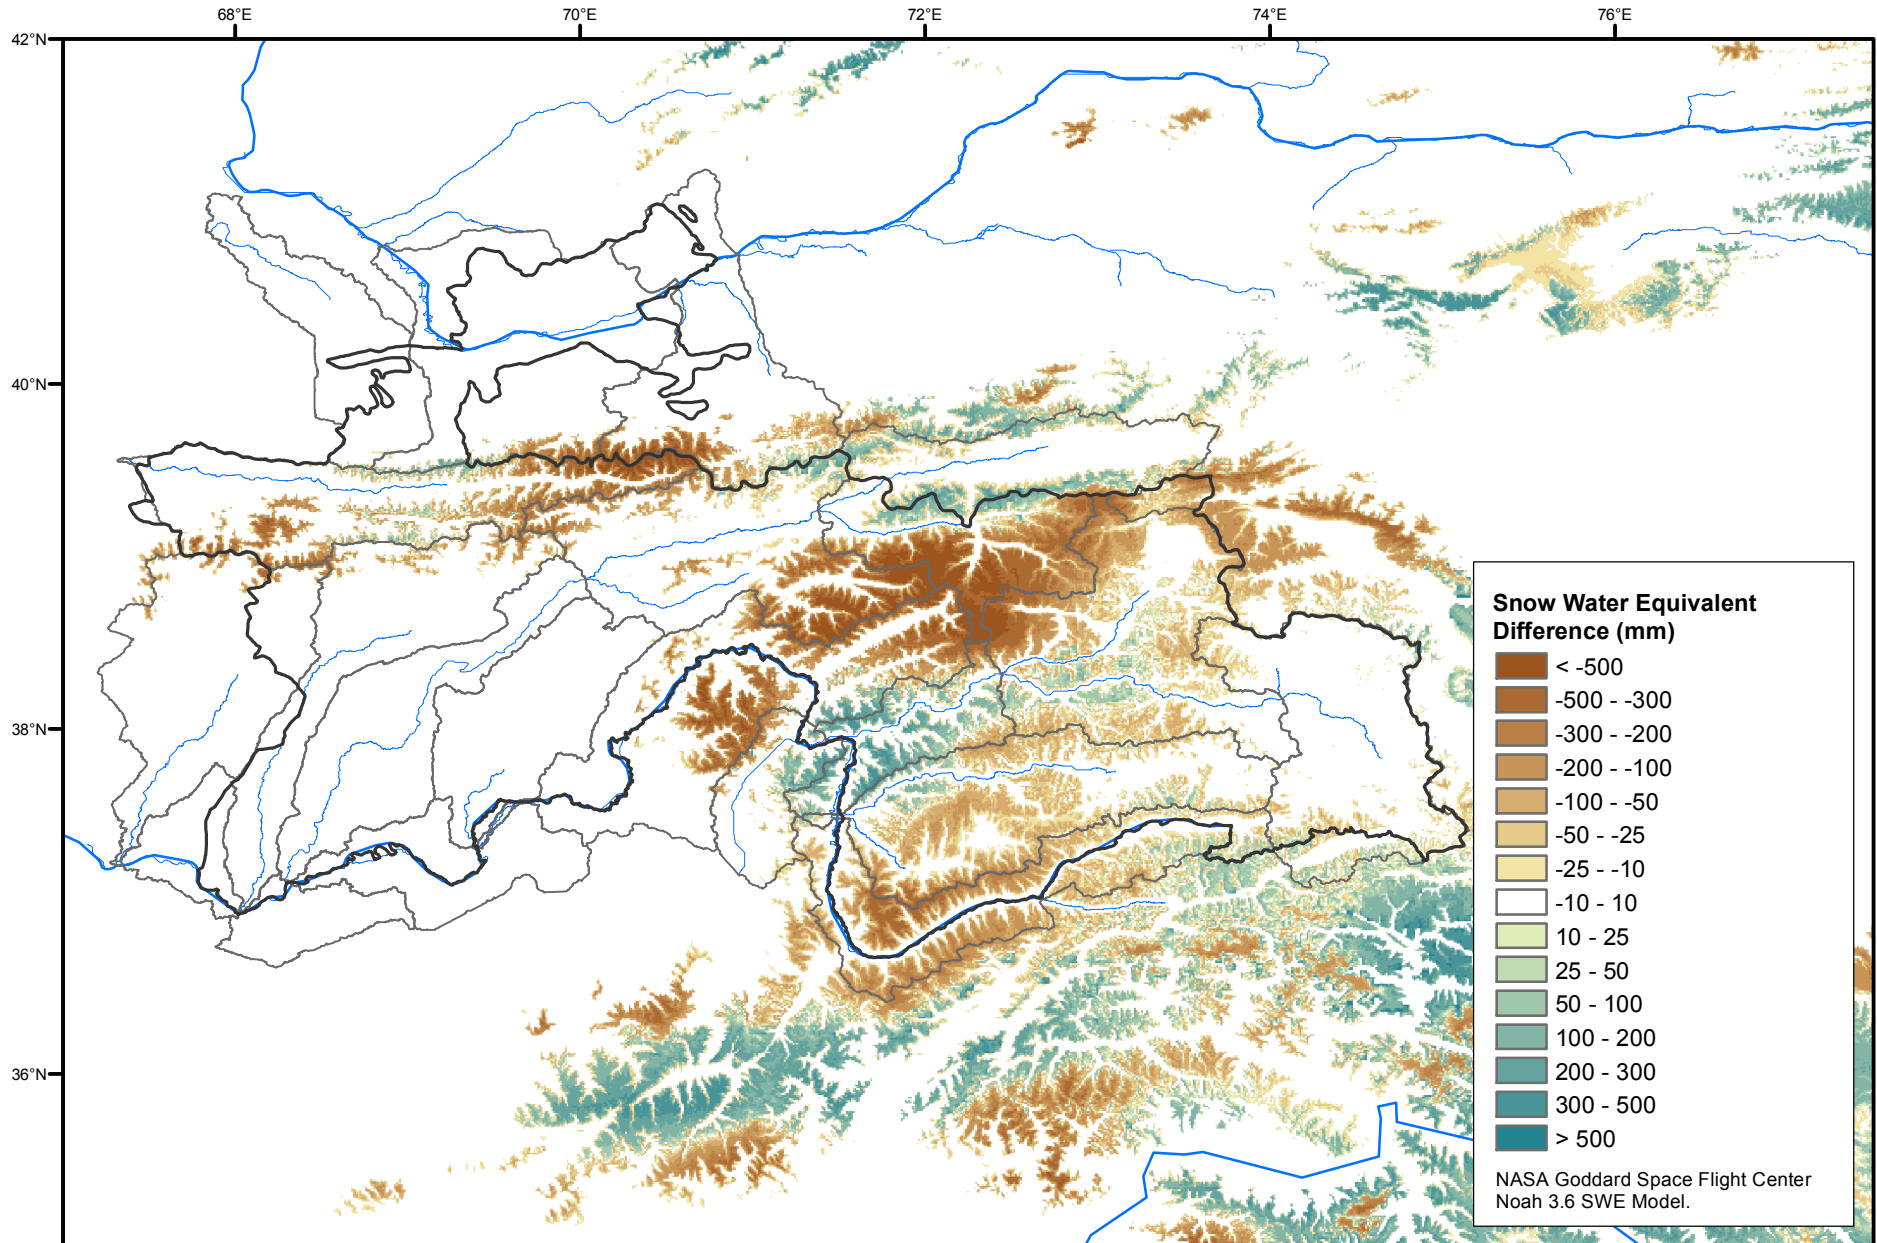 68°E
70°E
72°E
74°E
76°E
42°N
40°N
38°N
36°N
Snow Water Equivalent
Difference (mm)
< -500
-500 - -300
-300 - -200
-200 - -100
-100 - -50
-50 - -25
-25 - -10
-10 - 10
10 - 25
25 - 50
50 - 100
100 - 200
200 - 300
300 - 500
> 500
NASA Goddard Space Flight Center
Noah 3.6 SWE Model.